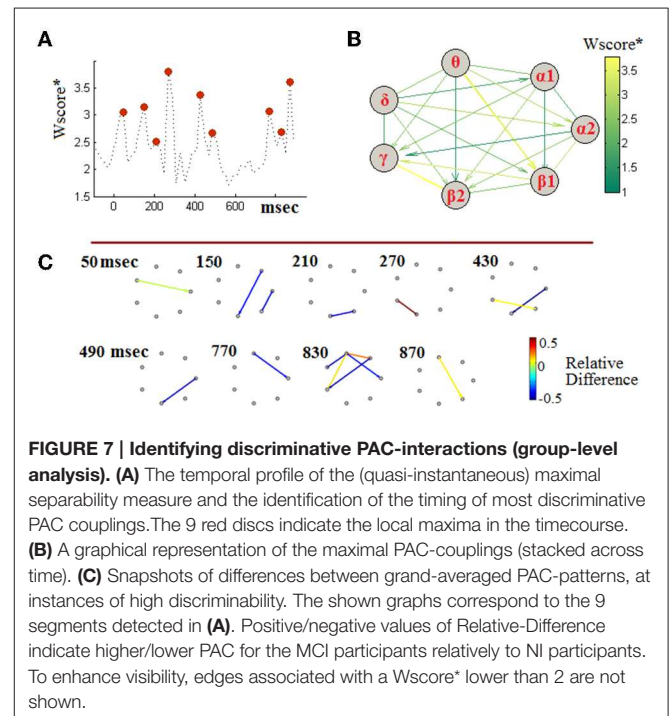 A
Wscore*
3.5
3
2.5
2
1.5
0 200 400 600 msec
B
Wscore*
θ
α1
δ
α2
γ
β1
β2
3.5
3
2.5
2
1.5
1
C
50 msec 150 210 270 430
490 msec 770 830 870
0.5
0
-0.5
Relative
Difference
FIGURE 7 | Identifying discriminative PAC-interactions (group-level
analysis). (A) The temporal profile of the (quasi-instantaneous) maximal
separability measure and the identification of the timing of most discriminative
PAC couplings.The 9 red discs indicate the local maxima in the timecourse.
(B) A graphical representation of the maximal PAC-couplings (stacked across
time). (C) Snapshots of differences between grand-averaged PAC-patterns, at
instances of high discriminability. The shown graphs correspond to the 9
segments detected in (A). Positive/negative values of Relative-Difference
indicate higher/lower PAC for the MCI participants relatively to NI participants.
To enhance visibility, edges associated with a Wscore* lower than 2 are not
shown.